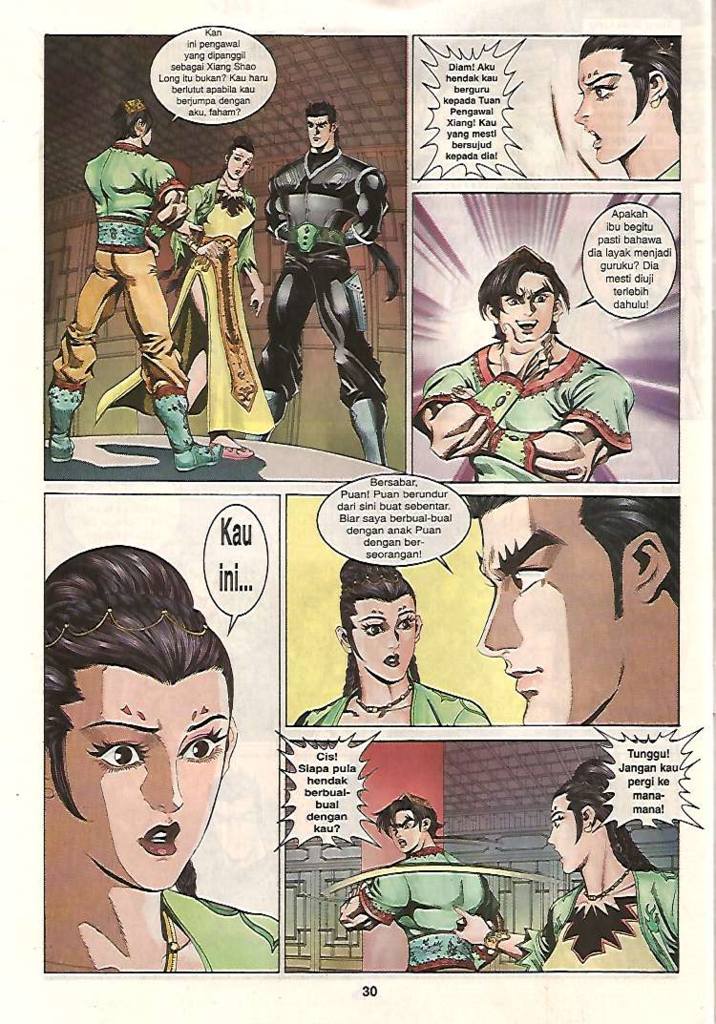 Kan
ini pengawal
yang dipanggil
sebagai Xiang Shao
Long itu bukan? Kau haru
berlutut apabila kau
berjumpa dengan
aku, faham?
Diam! Aku
hendak kau
berguru
kepada Tuan
Pengawal
Xiang! Kau
yang mesti
bersujud
kepada dia!
Apakah
ibu begitu
pasti bahawa
dia layak menjadi
guruku? Dia
mesti diuji
terlebih
dahulu!
Kau
ini...
Bersabar,
Puan! Puan berundur
dari sini buat sebentar.
Biar saya berbual-bual
dengan anak Puan
dengan ber-
seorangan!
Cis!
Siapa pula
hendak
berbual-
bual
dengan
kau?
Tunggu!
Jangan kau
pergi ke
mana-
mana!
30